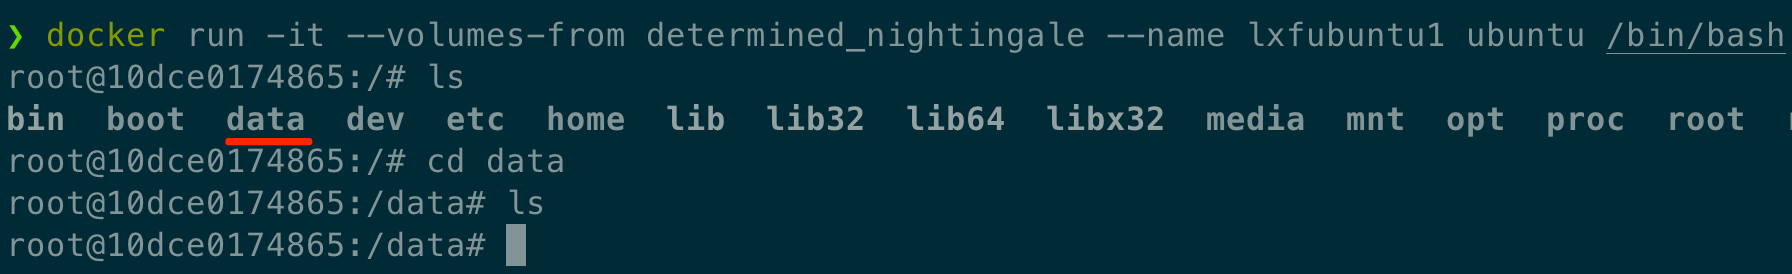 ❯ docker run -it --volumes-from determined_nightingale --name lxfubuntu1 ubuntu /bin/bash
root@10dce0174865:/# ls
bin boot data dev etc home lib lib32 lib64 libx32 media mnt opt proc root
root@10dce0174865:/# cd data
root@10dce0174865:/data# ls
root@10dce0174865:/data#